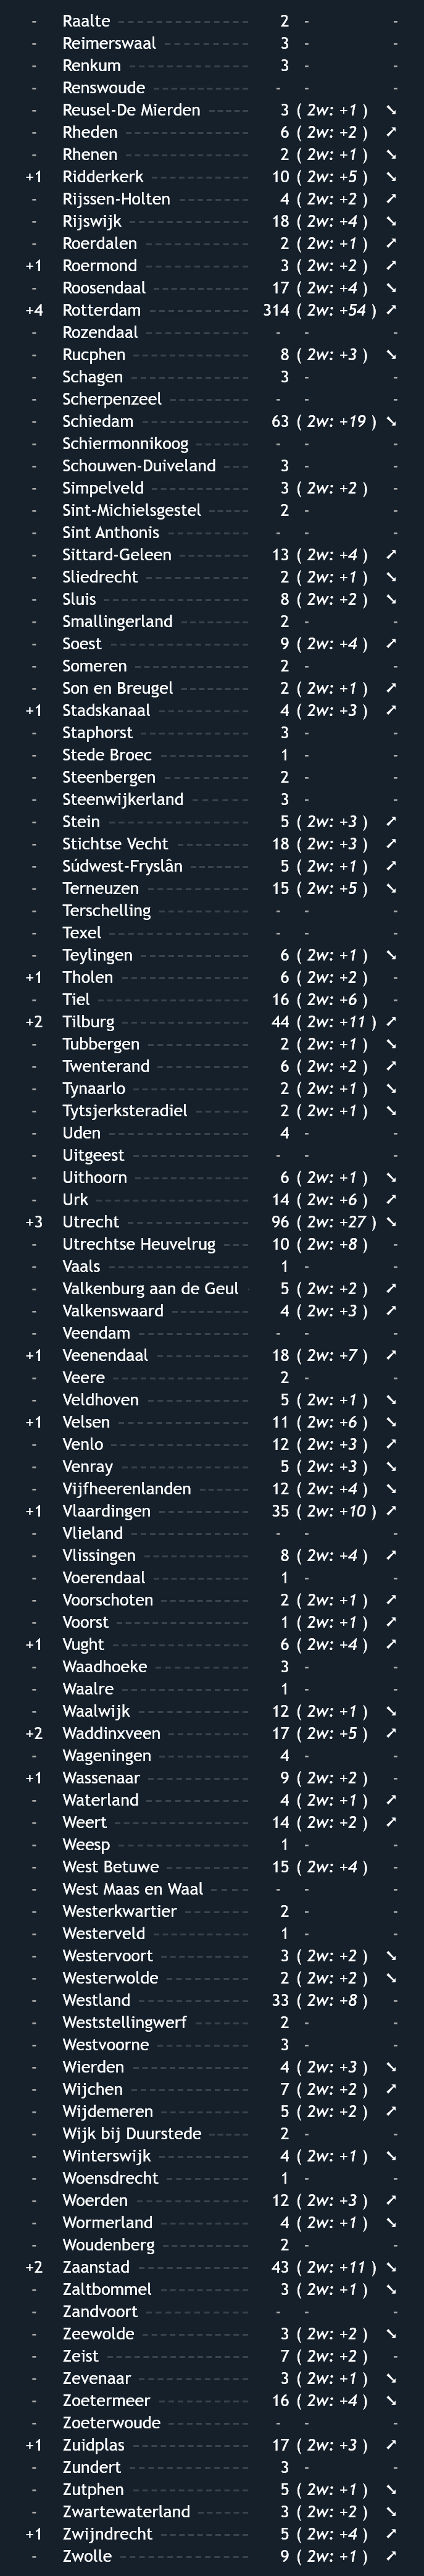 - Raalte 2 - -
- Reimerswaal 3 - -
- Renkum 3 - -
- Renswoude - - -
- Reusel-De Mierden 3 ( 2w: +1 ) ↘
- Rheden 6 ( 2w: +2 ) ↗
- Rhenen 2 ( 2w: +1 ) ↘
+1 Ridderkerk 10 ( 2w: +5 ) ↘
- Rijssen-Holten 4 ( 2w: +2 ) ↗
- Rijswijk 18 ( 2w: +4 ) ↘
- Roerdalen 2 ( 2w: +1 ) ↗
+1 Roermond 3 ( 2w: +2 ) ↗
- Roosendaal 17 ( 2w: +4 ) ↘
+4 Rotterdam 314 ( 2w: +54 ) ↗
- Rozendaal - - -
- Rucphen 8 ( 2w: +3 ) ↘
- Schagen 3 - -
- Scherpenzeel - - -
- Schiedam 63 ( 2w: +19 ) ↘
- Schiermonnikoog - - -
- Schouwen-Duiveland 3 - -
- Simpelveld 3 ( 2w: +2 ) -
- Sint-Michielsgestel 2 - -
- Sint Anthonis - - -
- Sittard-Geleen 13 ( 2w: +4 ) ↗
- Sliedrecht 2 ( 2w: +1 ) ↘
- Sluis 8 ( 2w: +2 ) ↘
- Smallingerland 2 - -
- Soest 9 ( 2w: +4 ) ↗
- Someren 2 - -
- Son en Breugel 2 ( 2w: +1 ) ↗
+1 Stadskanaal 4 ( 2w: +3 ) ↗
- Staphorst 3 - -
- Stede Broec 1 - -
- Steenbergen 2 - -
- Steenwijkerland 3 - -
- Stein 5 ( 2w: +3 ) ↗
- Stichtse Vecht 18 ( 2w: +3 ) ↗
- Súdwest-Fryslân 5 ( 2w: +1 ) ↗
- Terneuzen 15 ( 2w: +5 ) ↘
- Terschelling - - -
- Texel - - -
- Teylingen 6 ( 2w: +1 ) ↘
+1 Tholen 6 ( 2w: +2 ) -
- Tiel 16 ( 2w: +6 ) -
+2 Tilburg 44 ( 2w: +11 ) ↗
- Tubbergen 2 ( 2w: +1 ) ↘
- Twenterand 6 ( 2w: +2 ) ↗
- Tynaarlo 2 ( 2w: +1 ) ↘
- Tytsjerksteradiel 2 ( 2w: +1 ) ↘
- Uden 4 - -
- Uitgeest - - -
- Uithoorn 6 ( 2w: +1 ) ↘
- Urk 14 ( 2w: +6 ) ↗
+3 Utrecht 96 ( 2w: +27 ) ↘
- Utrechtse Heuvelrug 10 ( 2w: +8 ) -
- Vaals 1 - -
- Valkenburg aan de Geul 5 ( 2w: +2 ) ↗
- Valkenswaard 4 ( 2w: +3 ) ↗
- Veendam - - -
+1 Veenendaal 18 ( 2w: +7 ) ↗
- Veere 2 - -
- Veldhoven 5 ( 2w: +1 ) ↘
+1 Velsen 11 ( 2w: +6 ) ↘
- Venlo 12 ( 2w: +3 ) ↗
- Venray 5 ( 2w: +3 ) ↘
- Vijfheerenlanden 12 ( 2w: +4 ) ↘
+1 Vlaardingen 35 ( 2w: +10 ) ↗
- Vlieland - - -
- Vlissingen 8 ( 2w: +4 ) ↗
- Voerendaal 1 - -
- Voorschoten 2 ( 2w: +1 ) ↗
- Voorst 1 ( 2w: +1 ) ↗
+1 Vught 6 ( 2w: +4 ) ↗
- Waadhoeke 3 - -
- Waalre 1 - -
- Waalwijk 12 ( 2w: +1 ) ↘
+2 Waddinxveen 17 ( 2w: +5 ) ↗
- Wageningen 4 - -
+1 Wassenaar 9 ( 2w: +2 ) -
- Waterland 4 ( 2w: +1 ) ↗
- Weert 14 ( 2w: +2 ) ↗
- Weesp 1 - -
- West Betuwe 15 ( 2w: +4 ) -
- West Maas en Waal - - -
- Westerkwartier 2 - -
- Westerveld 1 - -
- Westervoort 3 ( 2w: +2 ) ↘
- Westerwolde 2 ( 2w: +2 ) ↘
- Westland 33 ( 2w: +8 ) -
- Weststellingwerf 2 - -
- Westvoorne 3 - -
- Wierden 4 ( 2w: +3 ) ↘
- Wijchen 7 ( 2w: +2 ) ↗
- Wijdemeren 5 ( 2w: +2 ) ↗
- Wijk bij Duurstede 2 - -
- Winterswijk 4 ( 2w: +1 ) ↘
- Woensdrecht 1 - -
- Woerden 12 ( 2w: +3 ) ↗
- Wormerland 4 ( 2w: +1 ) ↘
- Woudenberg 2 - -
+2 Zaanstad 43 ( 2w: +11 ) ↘
- Zaltbommel 3 ( 2w: +1 ) ↘
- Zandvoort - - -
- Zeewolde 3 ( 2w: +2 ) ↘
- Zeist 7 ( 2w: +2 ) -
- Zevenaar 3 ( 2w: +1 ) ↘
- Zoetermeer 16 ( 2w: +4 ) ↘
- Zoeterwoude - - -
+1 Zuidplas 17 ( 2w: +3 ) ↗
- Zundert 3 - -
- Zutphen 5 ( 2w: +1 ) ↘
- Zwartewaterland 3 ( 2w: +2 ) ↘
+1 Zwijndrecht 5 ( 2w: +4 ) ↗
- Zwolle 9 ( 2w: +1 ) ↗